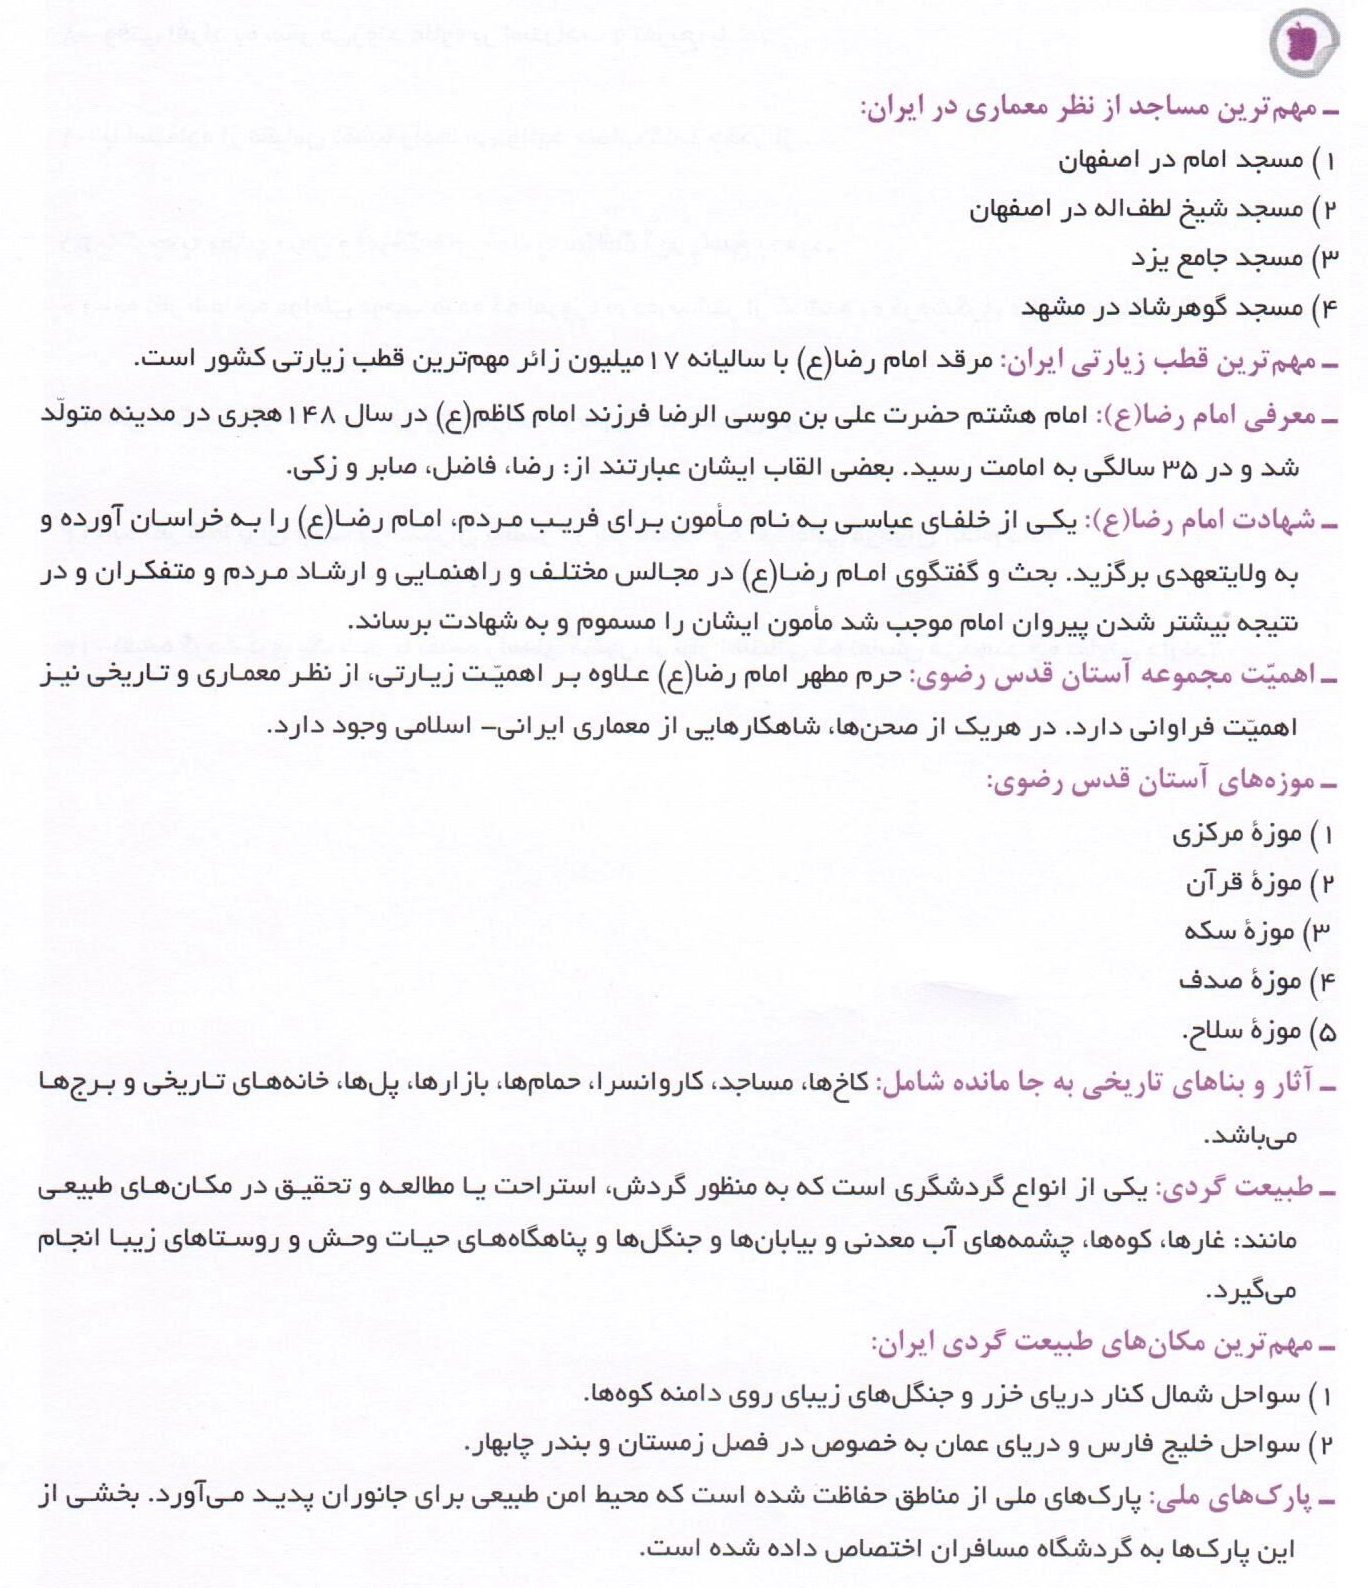 ـ مهم‌ترین مساجد از نظر معماری در ایران:
۱) مسجد امام در اصفهان
۲) مسجد شیخ لطف‌اله در اصفهان
۳) مسجد جامع یزد
۴) مسجد گوهرشاد در مشهد
ـ مهم‌ترین قطب زیارتی ایران: مرقد امام رضا(ع) با سالیانه ۱۷میلیون زائر مهم‌ترین قطب زیارتی کشور است.
ـ معرفی امام رضا(ع): امام هشتم حضرت علی بن موسی الرضا فرزند امام کاظم(ع) در سال ۱۴۸هجری در مدینه متولّد
شد و در ۳۵ سالگی به امامت رسید. بعضی القاب ایشان عبارتند از: رضا، فاضل، صابر و زکی.
ـ شهادت امام رضا(ع): یکی از خلفای عباسی به نام مأمون برای فریب مردم، امام رضا(ع) را به خراسان آورده و
به ولایتعهدی برگزید. بحث و گفتگوی امام رضا(ع) در مجالس مختلف و راهنمایی و ارشاد مردم و متفکران و در
نتیجه بیشتر شدن پیروان امام موجب شد مأمون ایشان را مسموم و به شهادت برساند.
ـ اهمیّت مجموعه آستان قدس رضوی: حرم مطهر امام رضا(ع) علاوه بر اهمیّت زیارتی، از نظر معماری و تاریخی نیز
اهمیّت فراوانی دارد. در هریک از صحن‌ها، شاهکارهایی از معماری ایرانی– اسلامی وجود دارد.
ـ موزه‌های آستان قدس رضوی:
۱) موزۀ مرکزی
۲) موزۀ قرآن
۳) موزۀ سکه
۴) موزۀ صدف
۵) موزۀ سلاح.
ـ آثار و بناهای تاریخی به جا مانده شامل: کاخ‌ها، مساجد، کاروانسرا، حمام‌ها، بازارها، پل‌ها، خانه‌های تاریخی و برج‌ها
می‌باشد.
ـ طبیعت گردی: یکی از انواع گردشگری است که به منظور گردش، استراحت یا مطالعه و تحقیق در مکان‌های طبیعی
مانند: غارها، کوه‌ها، چشمه‌های آب معدنی و بیابان‌ها و جنگل‌ها و پناهگاه‌های حیات وحش و روستاهای زیبا انجام
می‌گیرد.
ـ مهم‌ترین مکان‌های طبیعت گردی ایران:
۱) سواحل شمال کنار دریای خزر و جنگل‌های زیبای روی دامنه کوه‌ها.
۲) سواحل خلیج فارس و دریای عمان به خصوص در فصل زمستان و بندر چابهار.
ـ پارک‌های ملی: پارک‌های ملی از مناطق حفاظت شده است که محیط امن طبیعی برای جانوران پدید می‌آورد. بخشی از
این پارک‌ها به گردشگاه مسافران اختصاص داده شده است.